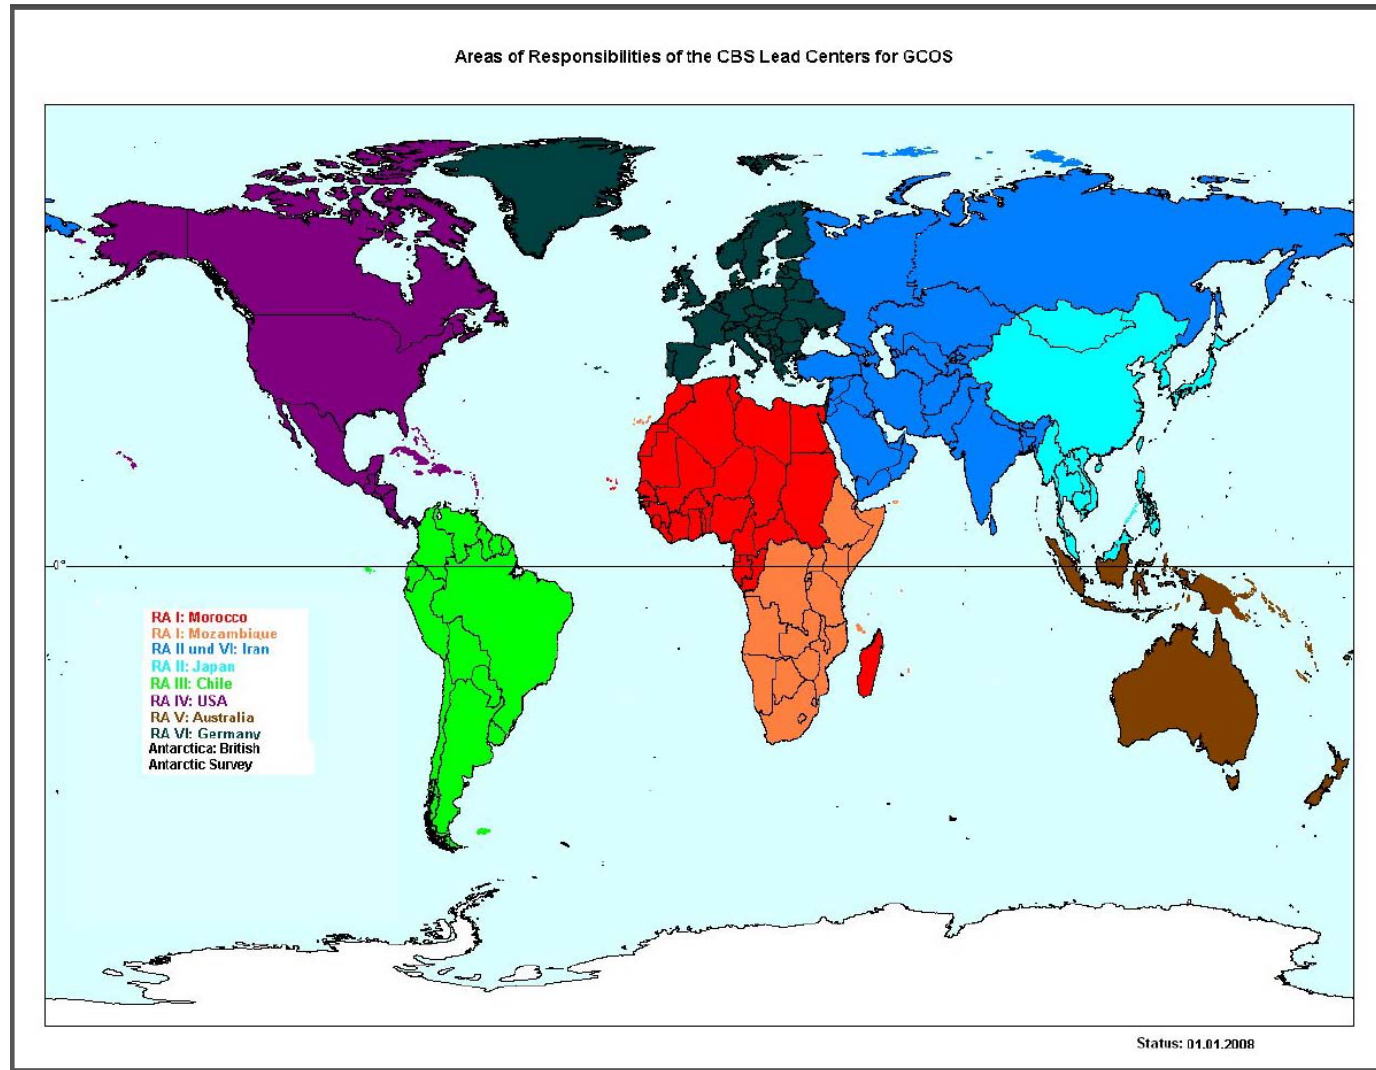 Areas of Responsibilities of the CBS Lead Centers for GCOS
0°
RA I: Morocco
RA I: Mozambique
RA II und VI: Iran
RA II: Japan
RA III: Chile
RA IV: USA
RA V: Australia
RA VI: Germany
Antarctica: British
Antarctic Survey
Status: 01.01.2008